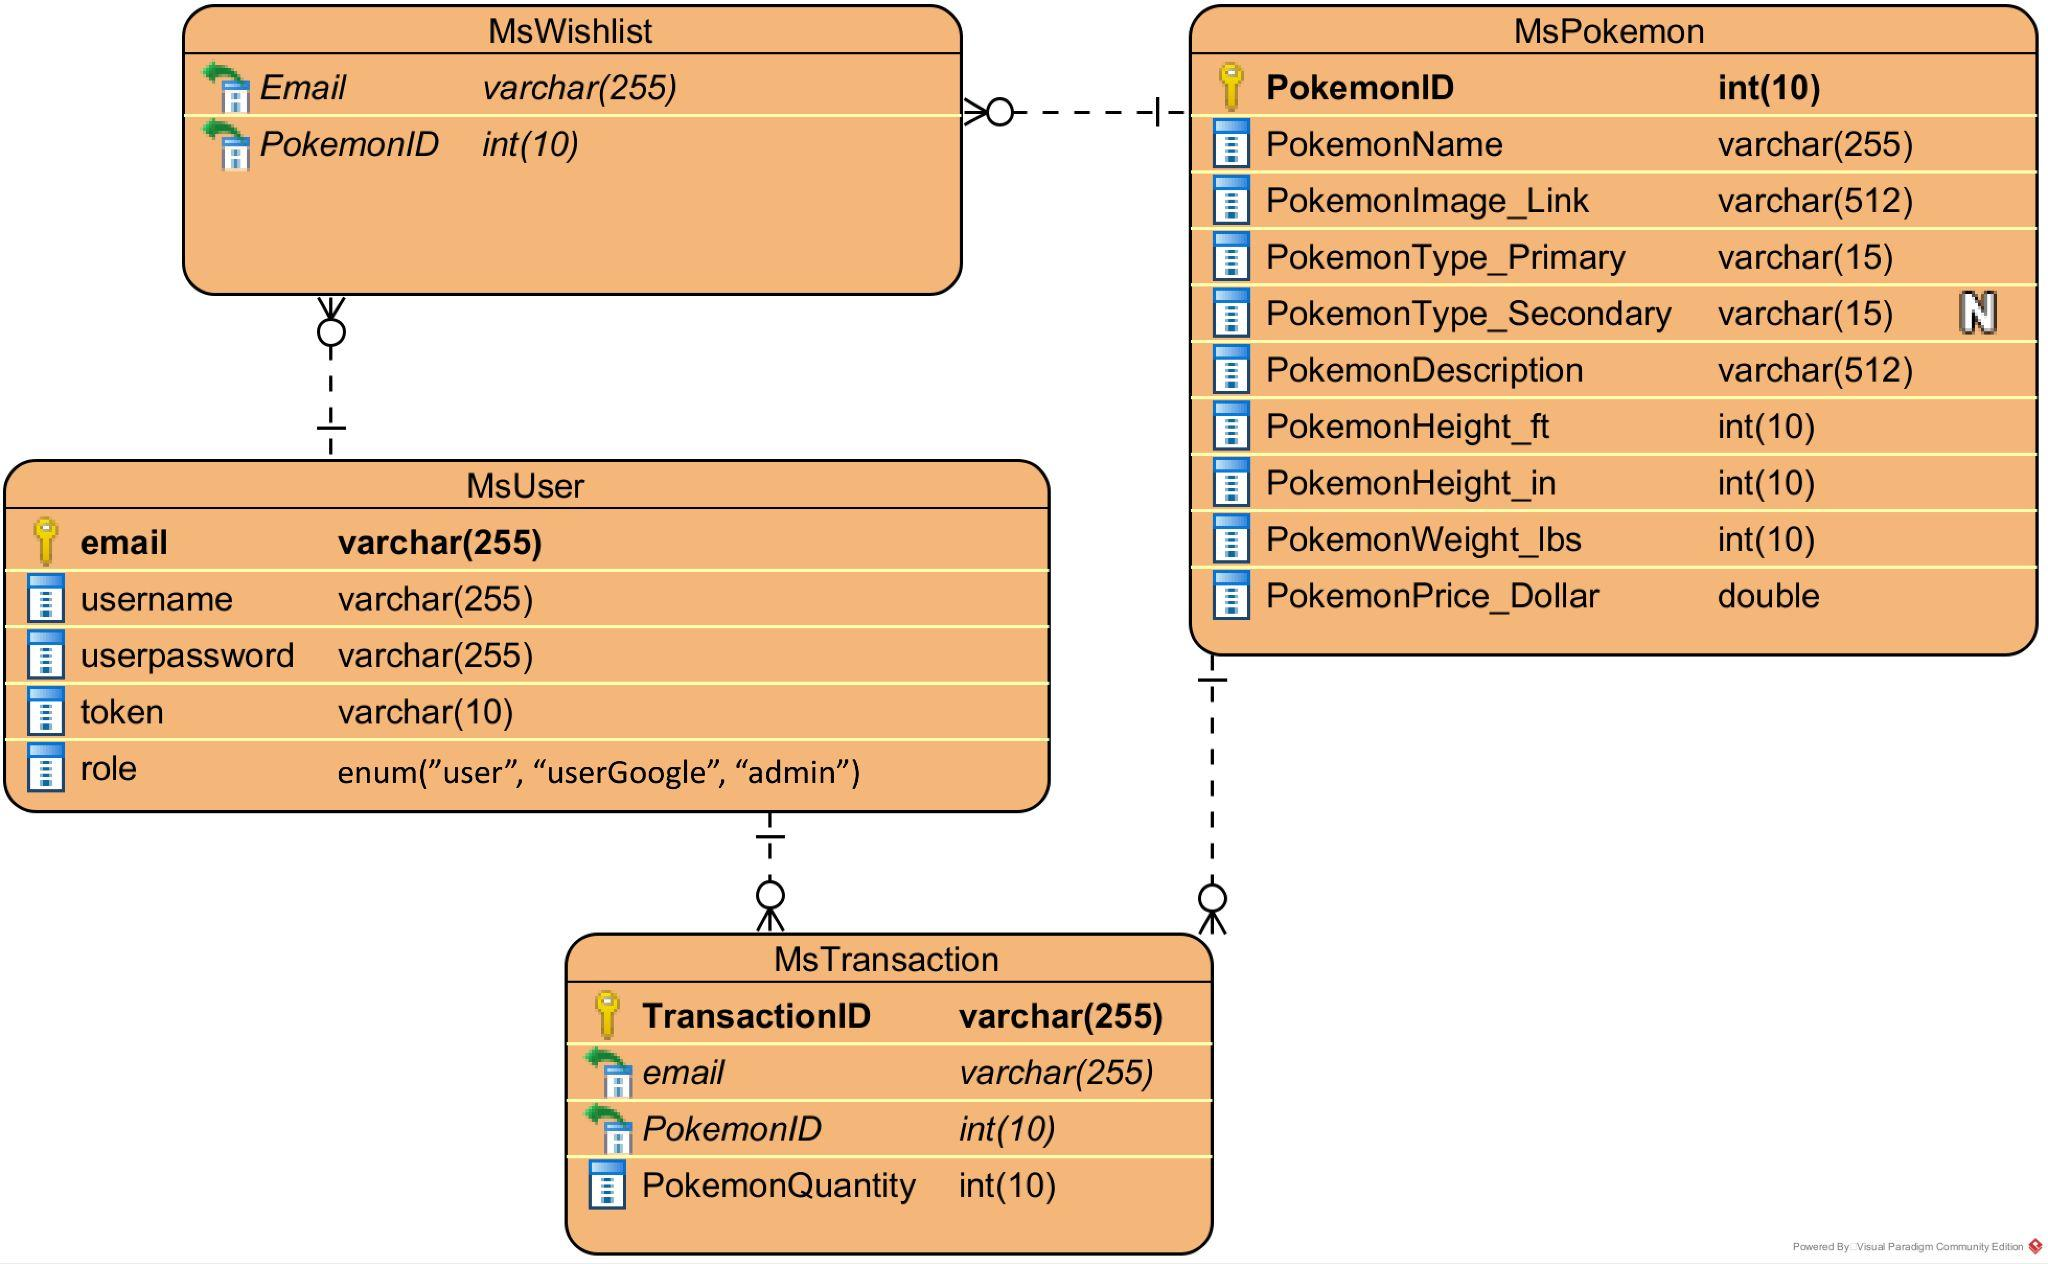 MsWishlist
Email varchar(255)
PokemonID int(10)
MsPokemon
PokemonID int(10)
PokemonName varchar(255)
PokemonImage_Link varchar(512)
PokemonType_Primary varchar(15)
PokemonType_Secondary varchar(15) N
PokemonDescription varchar(512)
PokemonHeight_ft int(10)
PokemonHeight_in int(10)
PokemonWeight_lbs int(10)
PokemonPrice_Dollar double
MsUser
email varchar(255)
username varchar(255)
userpassword varchar(255)
token varchar(10)
role enum(”user”, “userGoogle”, “admin”)
MsTransaction
TransactionID varchar(255)
email varchar(255)
PokemonID int(10)
PokemonQuantity int(10)
Powered By Visual Paradigm Community Edition